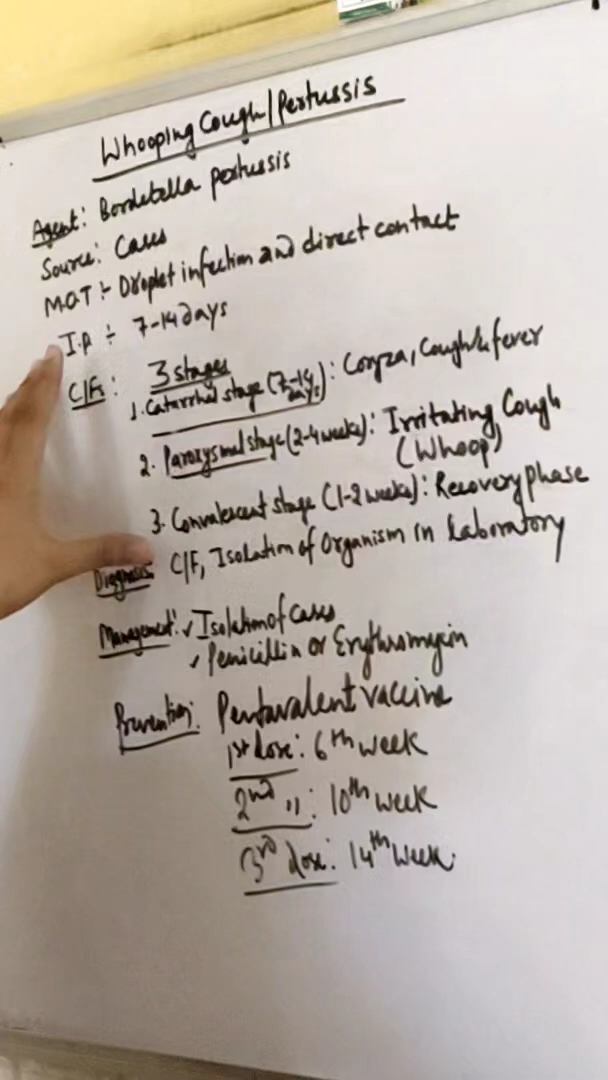 Whooping Cough/Pertussis
Agent: Bordetella pertussis
Source: Cases
M.O.T :- Droplet infection and direct contact
I.P :- 7-14 days
C/F: 3 stages
1. Catarrhal stage (7-14 days): Coryza, Cough & fever
2. Paroxysmal stage (2-4 weeks): Irritating Cough
(Whoop)
3. Convalescent stage (1-2 weeks): Recovery phase
Diagnosis: C/F, Isolation of Organism in Laboratory
Management: ✓ Isolation of cases
✓ Penicillin or Erythromycin
Prevention: Pentavalent vaccine
1st dose: 6th week
2nd ,, : 10th week
3rd dose: 14th week.